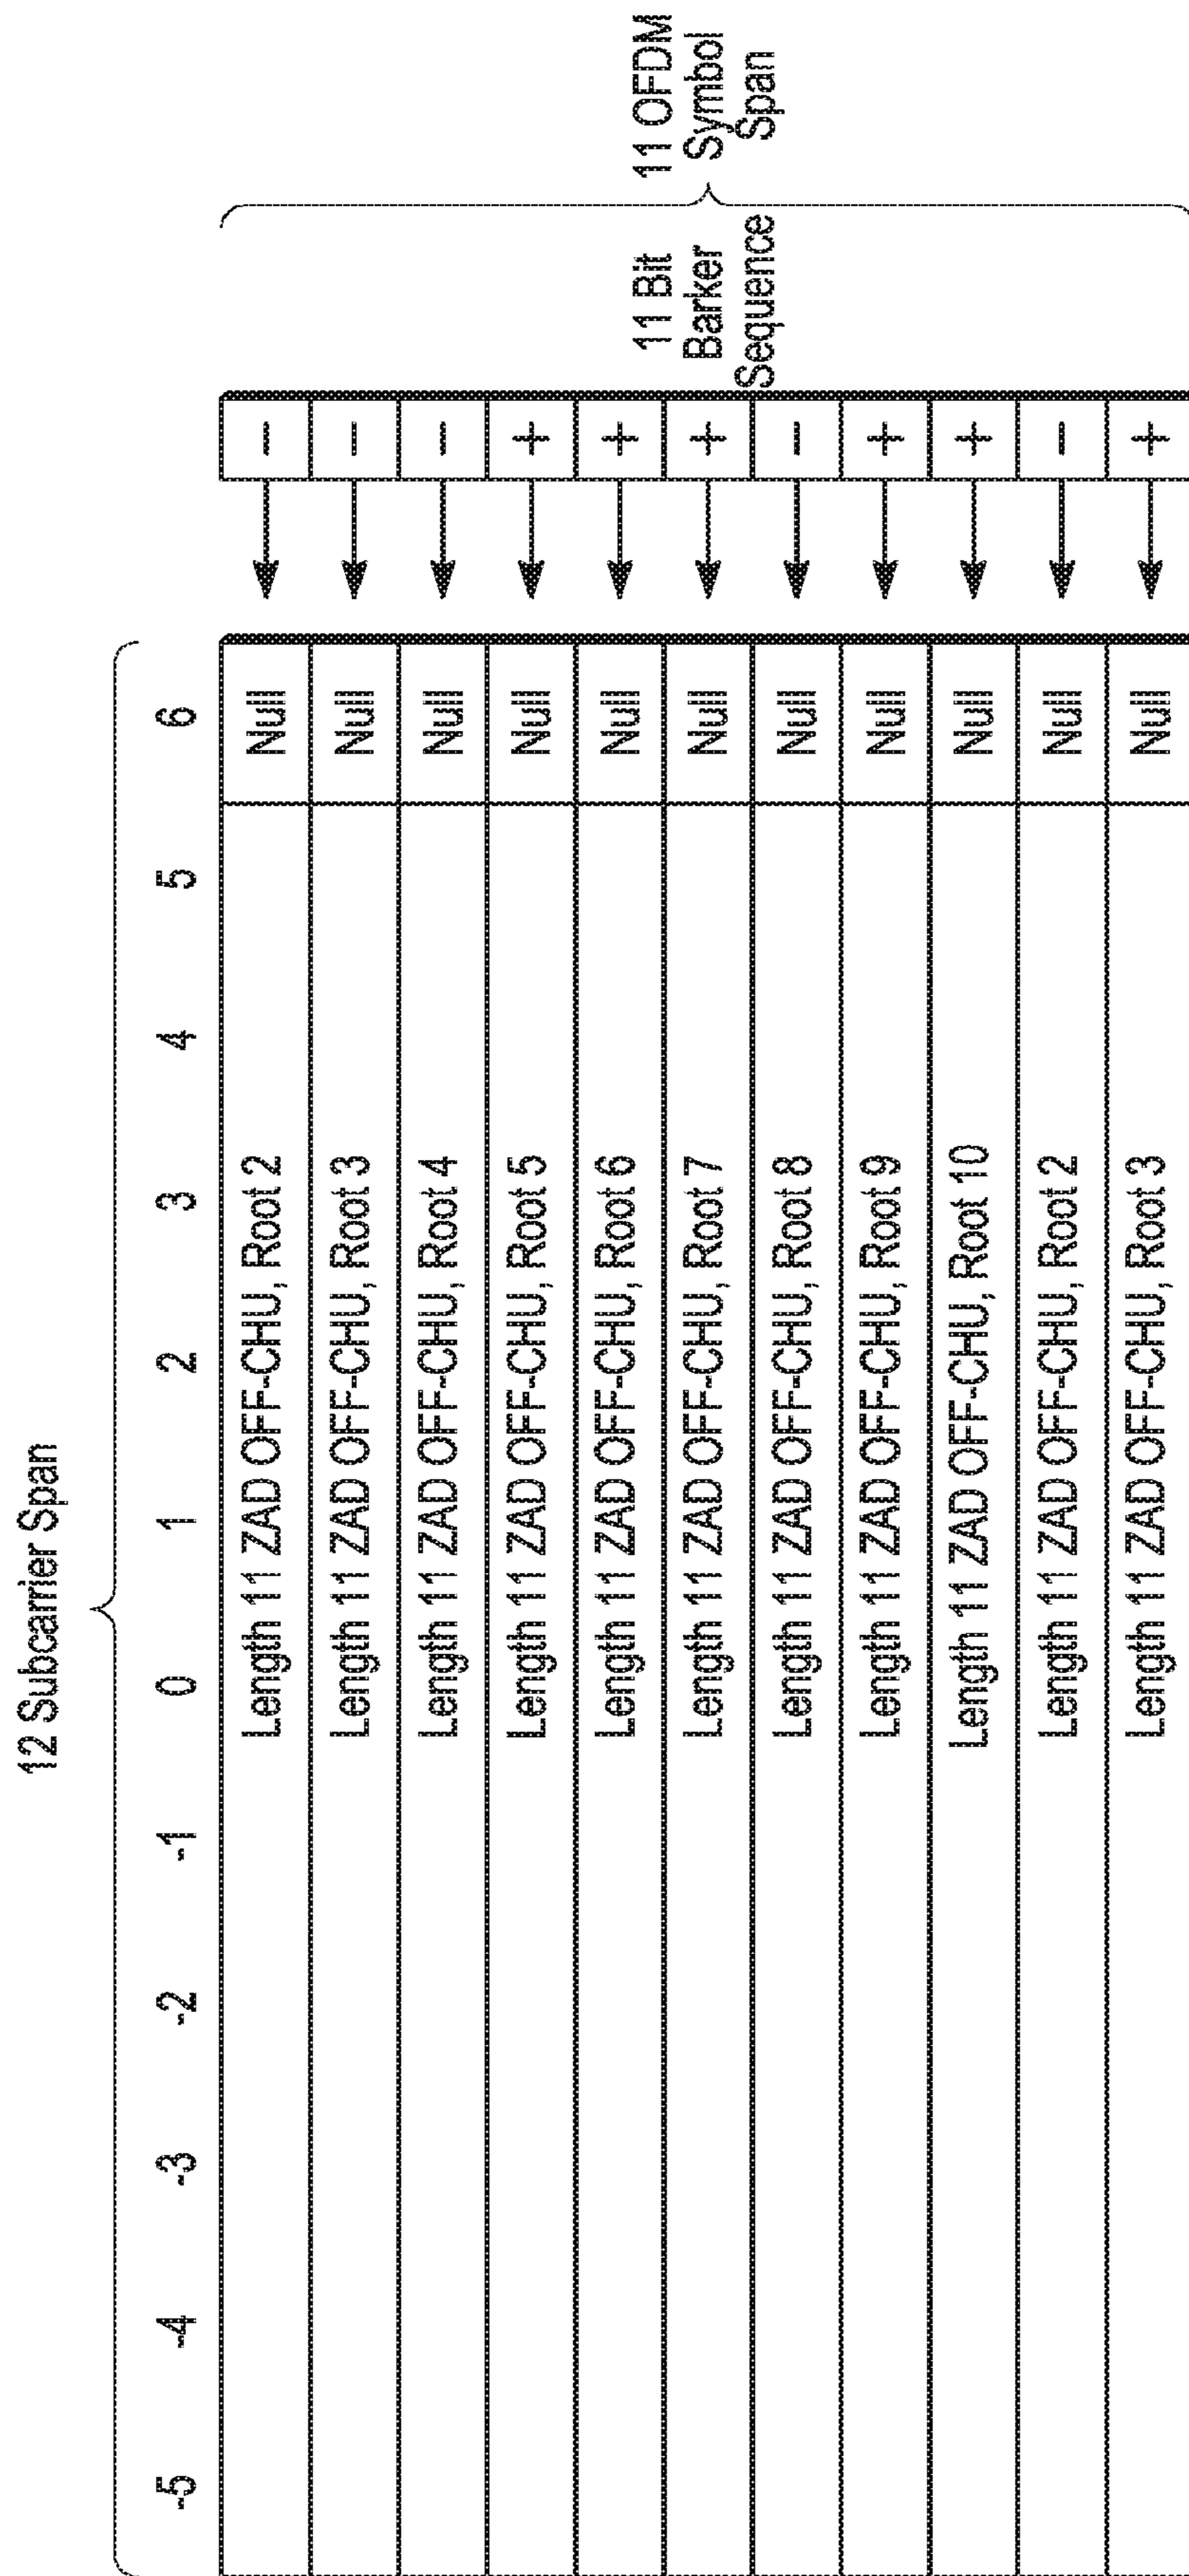 12 Subcarrier Span
-5 -4 -3 -2 -1 0 1 2 3 4 5 6
Length 11 ZAD OFF-CHU, Root 2 Null -
Length 11 ZAD OFF-CHU, Root 3 Null -
Length 11 ZAD OFF-CHU, Root 4 Null -
Length 11 ZAD OFF-CHU, Root 5 Null +
Length 11 ZAD OFF-CHU, Root 6 Null +
Length 11 ZAD OFF-CHU, Root 7 Null +
Length 11 ZAD OFF-CHU, Root 8 Null -
Length 11 ZAD OFF-CHU, Root 9 Null +
Length 11 ZAD OFF-CHU, Root 10 Null +
Length 11 ZAD OFF-CHU, Root 2 Null -
Length 11 ZAD OFF-CHU, Root 3 Null +
11 Bit
Barker
Sequence
11 OFDM
Symbol
Span